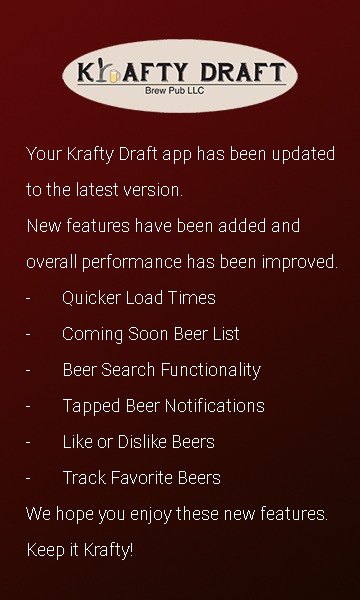 KRAFTY DRAFT
Brew Pub LLC
Your Krafty Draft app has been updated
to the latest version.
New features have been added and
overall performance has been improved.
- Quicker Load Times
- Coming Soon Beer List
- Beer Search Functionality
- Tapped Beer Notifications
- Like or Dislike Beers
- Track Favorite Beers
We hope you enjoy these new features.
Keep it Krafty!